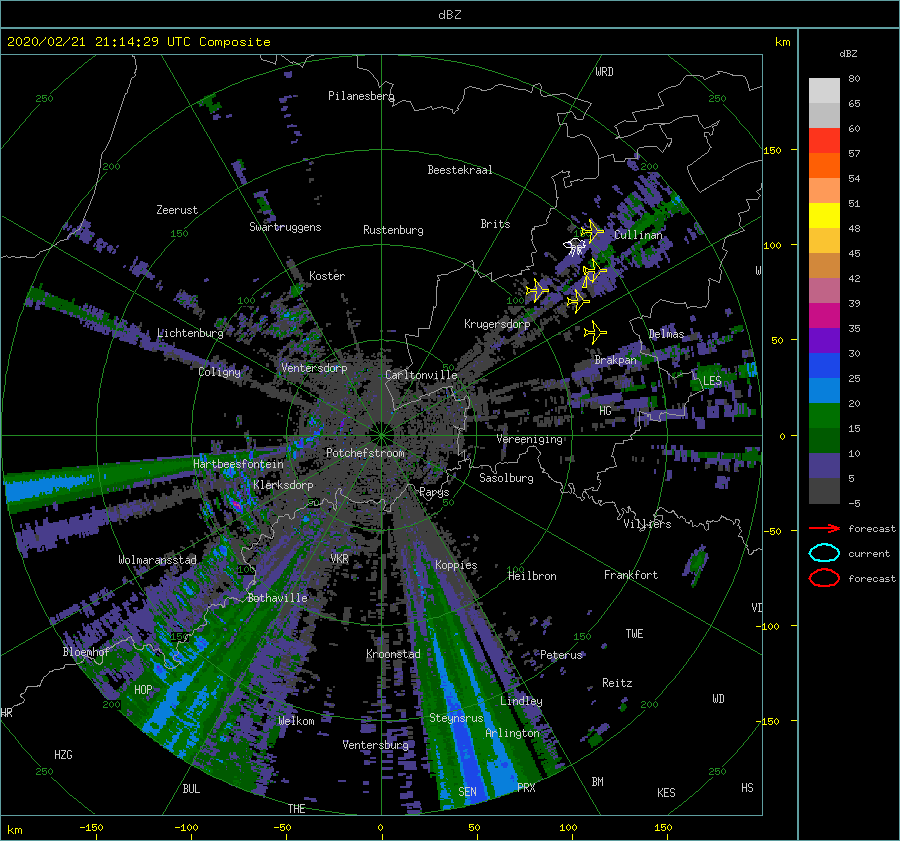 dBZ
2020/02/21 21:14:29 UTC Composite
km
dBZ
WRD
250
Pilanesberg
250
80
65
60
57
54
51
48
45
42
39
35
30
25
20
15
10
5
-5
150
200
Beestekraal
200
Zeerust
150
Swartruggens
Rustenburg
Brits
Cullinan
100
W
Koster
100
100
Krugersdorp
Lichtenburg
Delmas
50
Coligny
Ventersdorp
Carltonville
Brakpan
LES
HG
Vereeniging
0
Potchefstroom
Hartbeesfontein
Klerksdorp
Sasolburg
Parys
50
50
Villiers
-50
forecast
current
forecast
Wolmaransstad
VKR
Koppies
100
100
Heilbron
Frankfort
Bothaville
VD
-100
150
150
TWE
Bloemhof
Kroonstad
Peterus
Reitz
HOP
200
Lindley
200
WD
HR
Welkom
Steynsrus
-150
Arlington
Ventersburg
HZG
250
250
BUL
SEN
PRX
BM
KES
HS
THE
km
-150
-100
-50
0
50
100
150